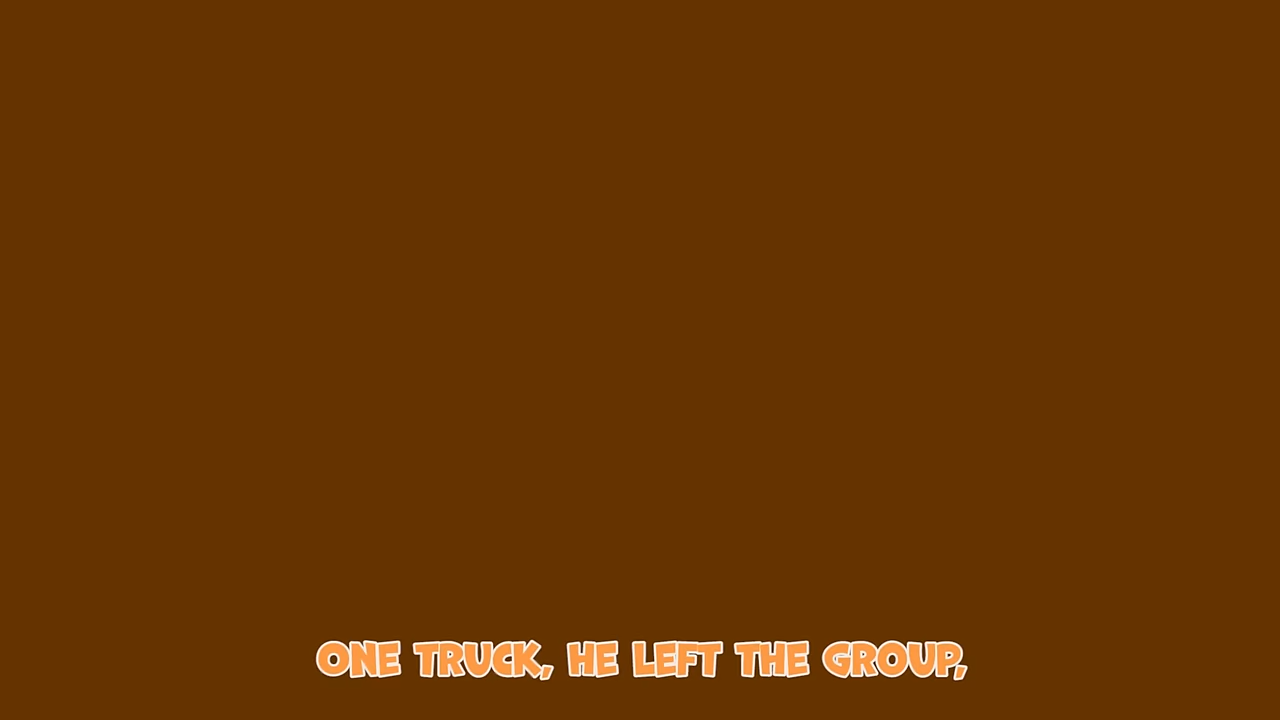 ONE TRUCK, HE LEFT THE GROUP,